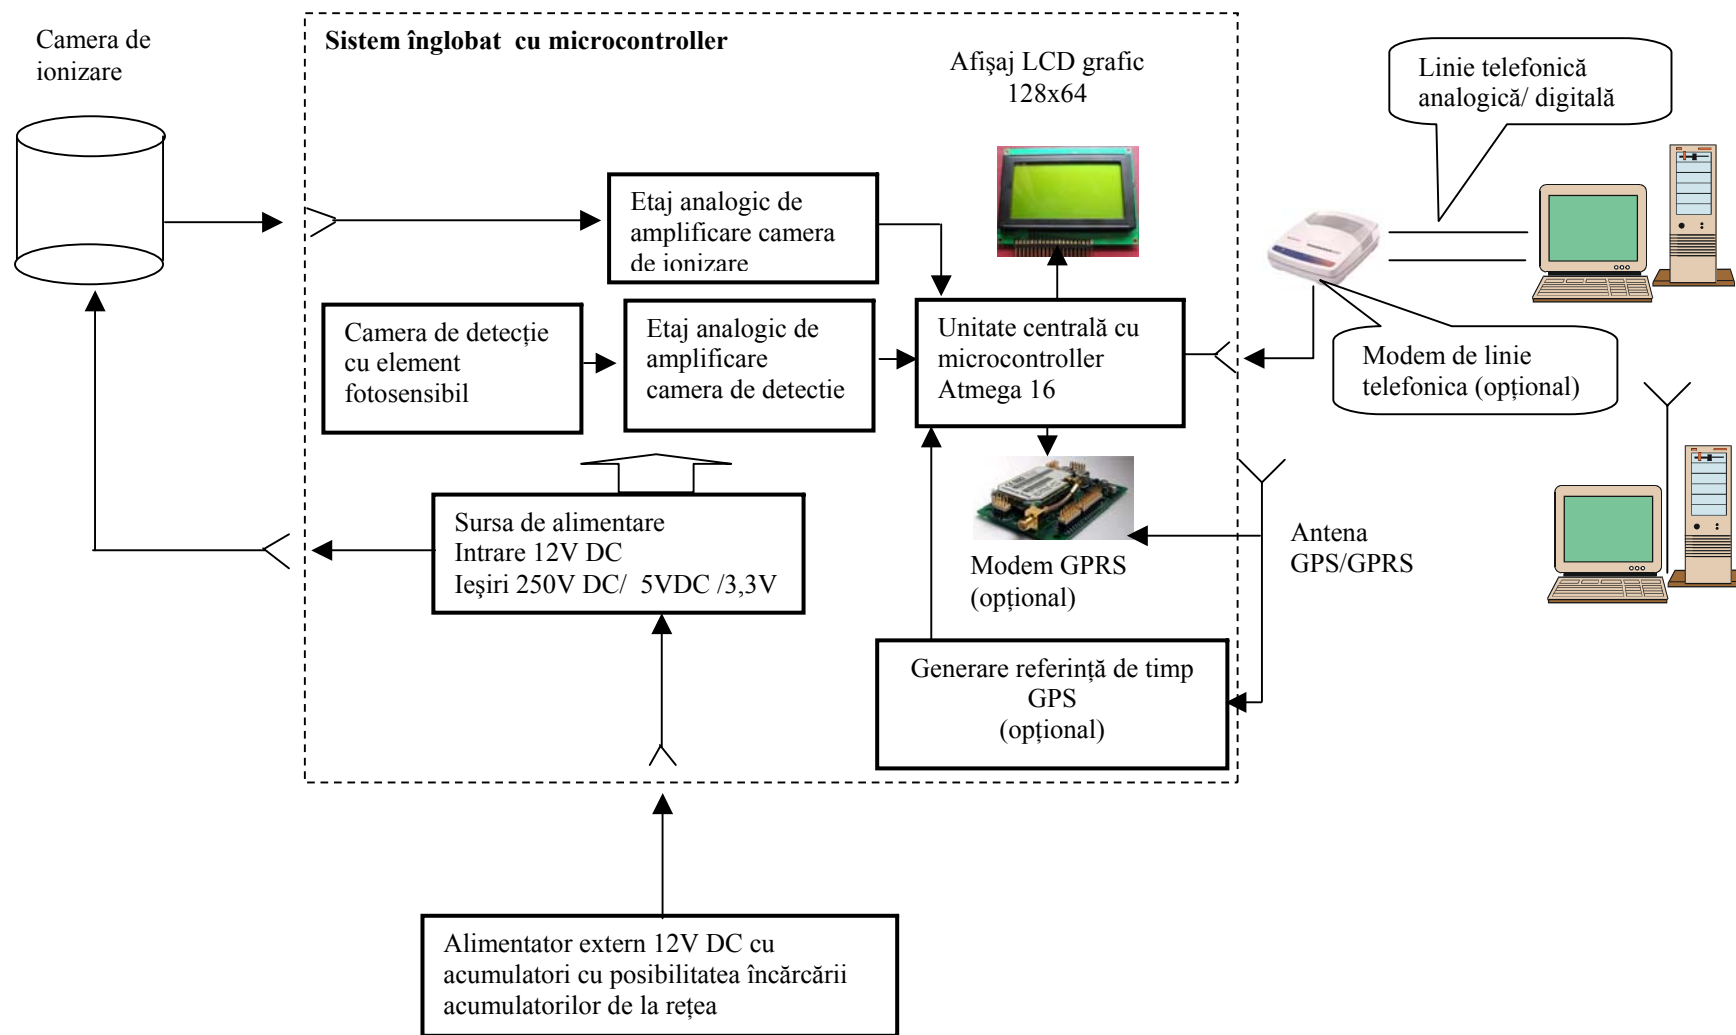 Camera de
ionizare
Sistem înglobat  cu microcontroller
Afişaj LCD grafic
128x64
Linie telefonică
analogică/ digitală
Etaj analogic de
amplificare camera
de ionizare
Camera de detecție
cu element
fotosensibil
Etaj analogic de
amplificare
camera de detectie
Unitate centrală cu
microcontroller
Atmega 16
Modem de linie
telefonica (opțional)
Sursa de alimentare
Intrare 12V DC
Ieşiri 250V DC/  5VDC /3,3V
Modem GPRS
(opțional)
Antena
GPS/GPRS
Generare referință de timp
GPS
(opțional)
Alimentator extern 12V DC cu
acumulatori cu posibilitatea încărcării
acumulatorilor de la rețea